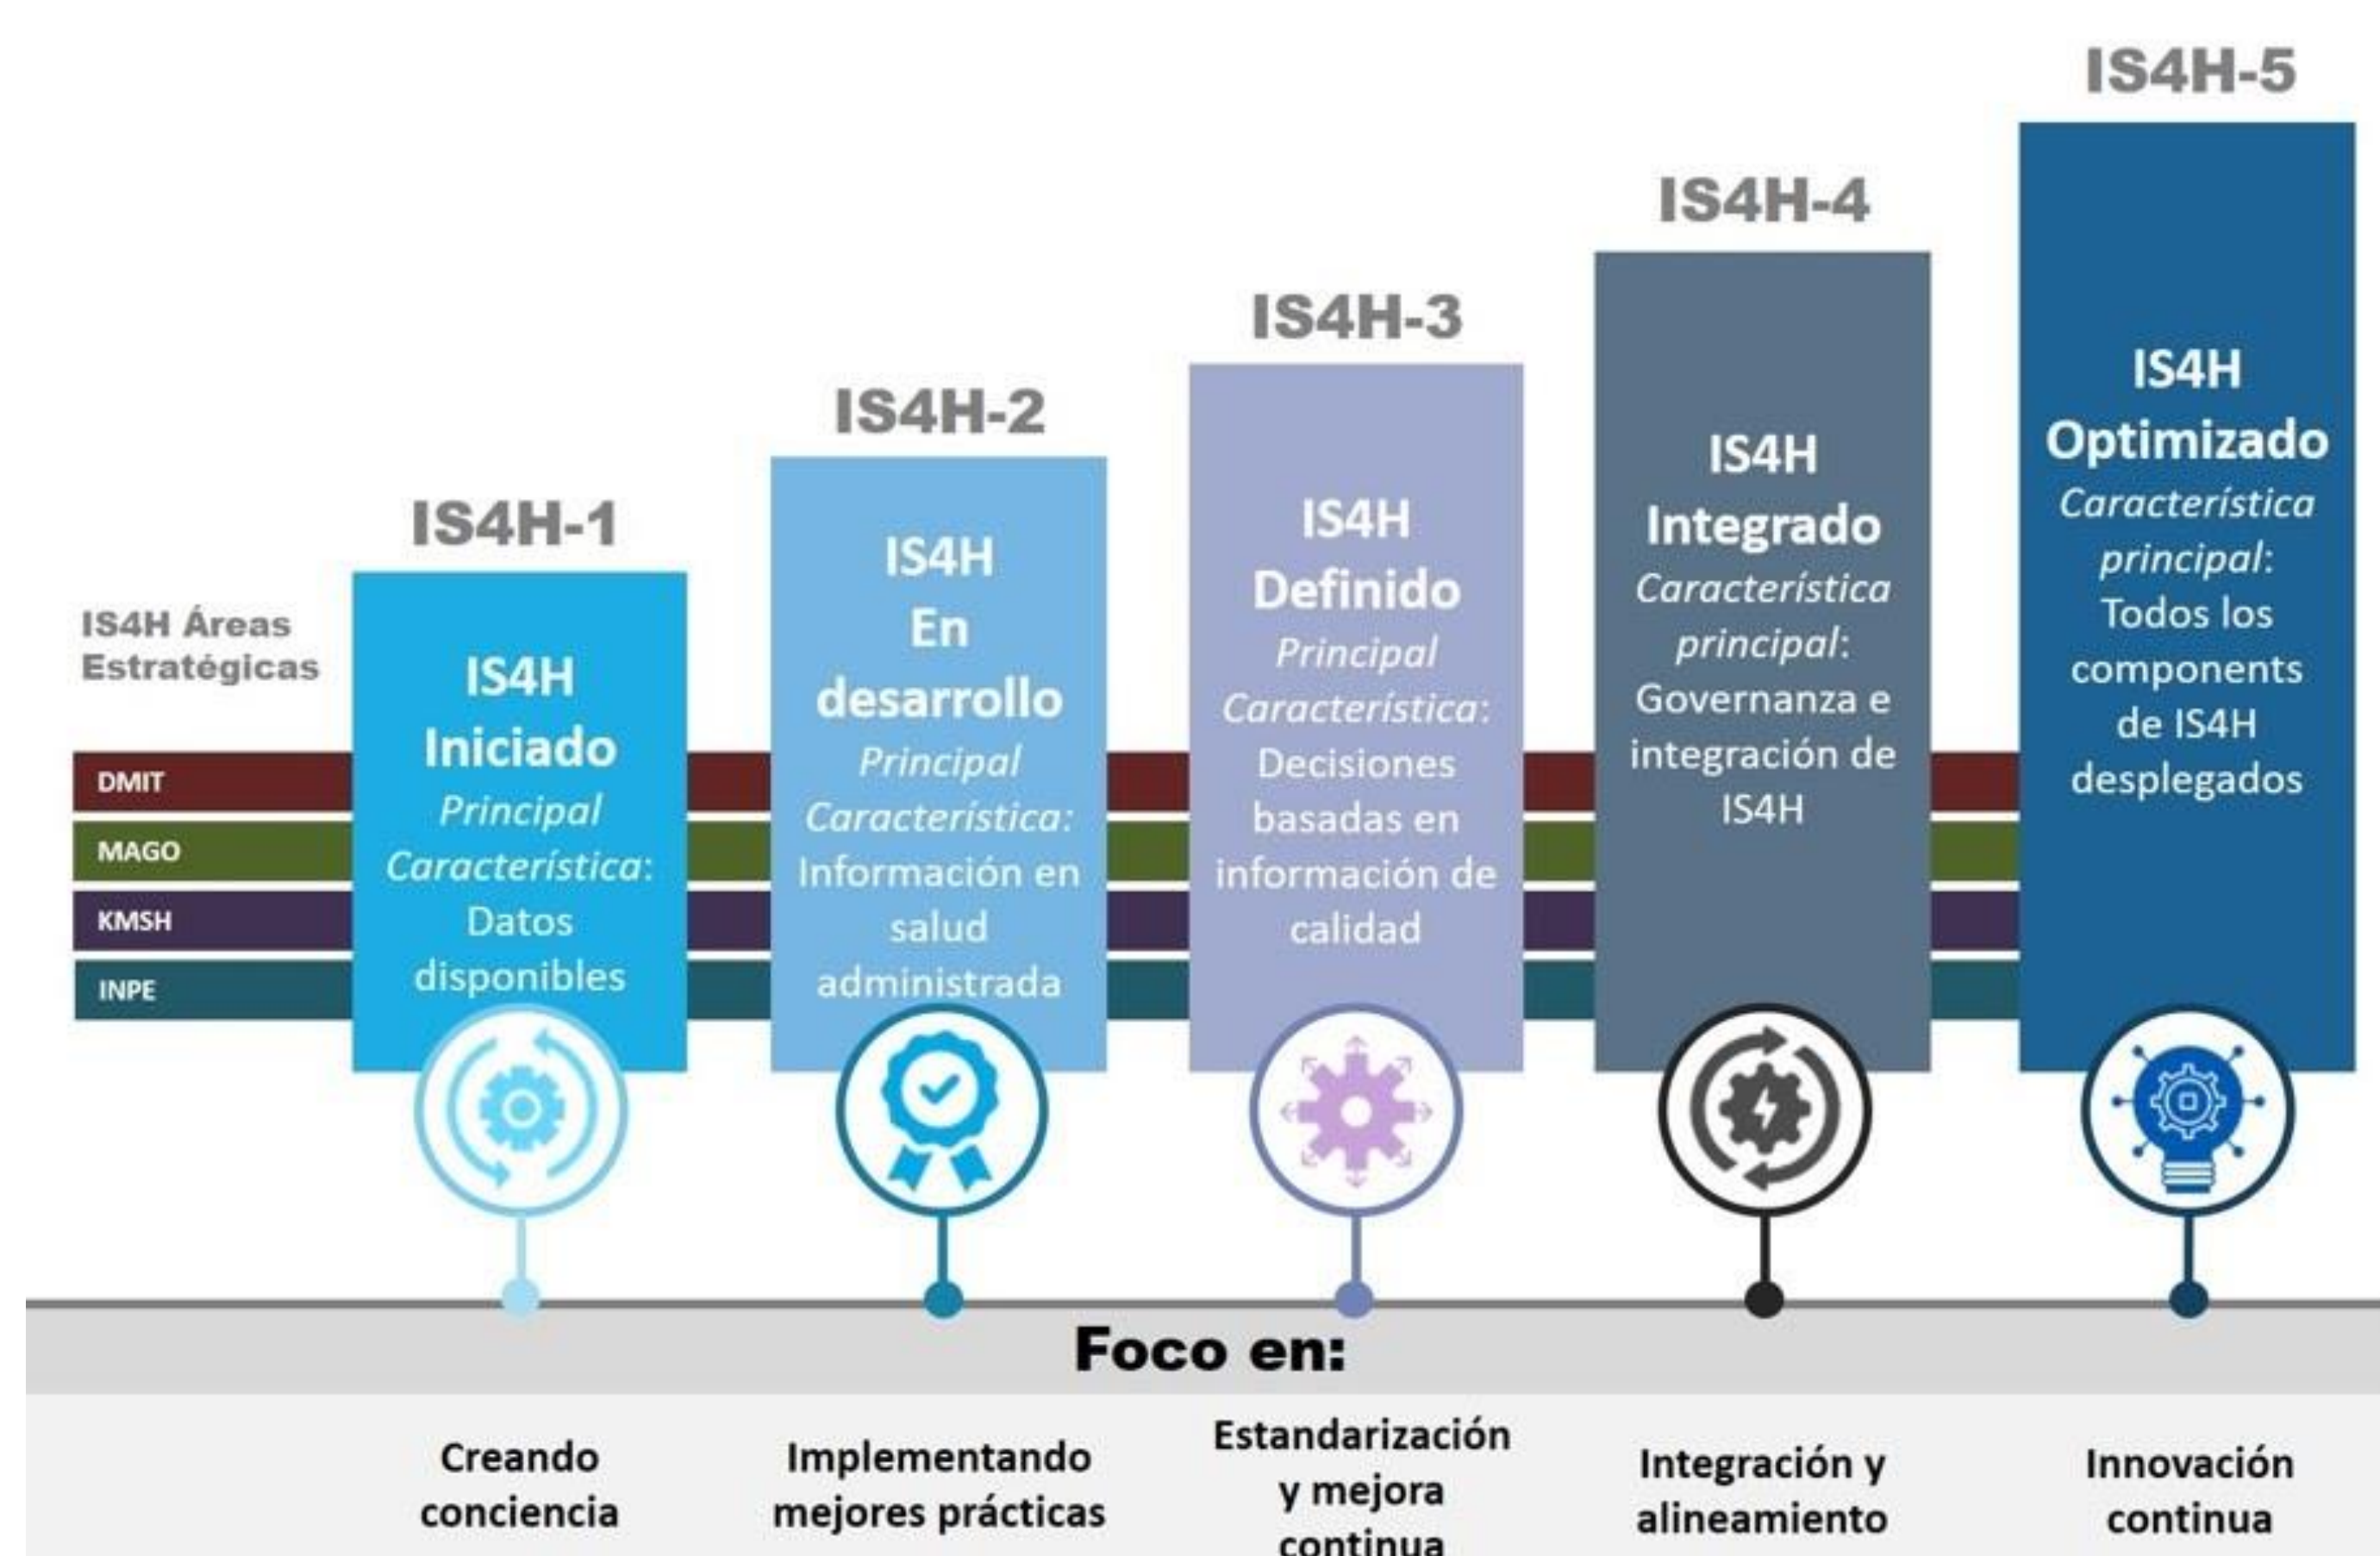 IS4H Áreas
Estratégicas
DMIT
MAGO
KMSH
INPE
IS4H-1
IS4H
Iniciado
Principal
Característica:
Datos
disponibles
IS4H-2
IS4H
En
desarrollo
Principal
Característica:
Información en
salud
administrada
IS4H-3
IS4H
Definido
Principal
Característica:
Decisiones
basadas en
información de
calidad
IS4H-4
IS4H
Integrado
Característica
principal:
Governanza e
integración de
IS4H
IS4H-5
IS4H
Optimizado
Característica
principal:
Todos los
components
de IS4H
desplegados
Foco en:
Creando
conciencia
Implementando
mejores prácticas
Estandarización
y mejora
continua
Integración y
alineamiento
Innovación
continua